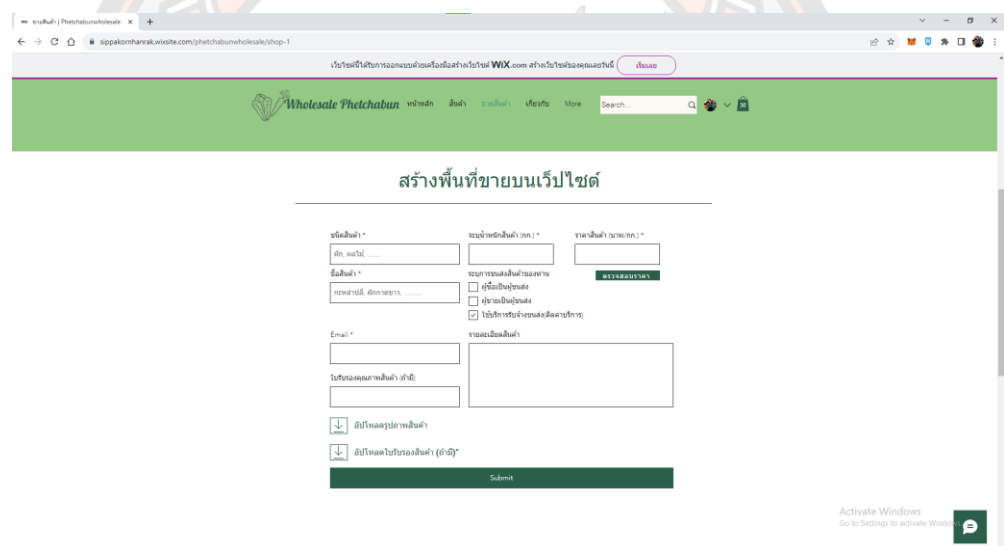 ขายสินค้า | Phetchabunwholesale
sippakornhanrak.wixsite.com/phetchabunwholesale/shop-1
เว็บไซต์นี้ได้รับการออกแบบด้วยเครื่องมือสร้างเว็บไซต์ WiX.com สร้างเว็บไซต์ของคุณเลยวันนี้ เริ่มเลย
Wholesale Phetchabun หน้าหลัก สินค้า ขายสินค้า เกี่ยวกับ More Search... 30
สร้างพื้นที่ขายบนเว็ปไซต์
ชนิดสินค้า * ระบุน้ำหนักสินค้า (กก.) * ราคาสินค้า (บาท/กก.) *
ผัก, ผลไม้, ......
ชื่อสินค้า * ระบุการขนส่งสินค้าของท่าน ตรวจสอบราคา
กะหล่ำปลี, ผักกาดขาว, ........ ผู้ซื้อเป็นผู้ขนส่ง
ผู้ขายเป็นผู้ขนส่ง
ใช้บริการรับจ้างขนส่ง(คิดค่าบริการ)
Email * รายละเอียดสินค้า
ใบรับรองคุณภาพสินค้า (ถ้ามี)
อัปโหลดรูปภาพสินค้า
อัปโหลดใบรับรองสินค้า (ถ้ามี)*
Submit
Activate Windows
Go to Settings to activate Windows.